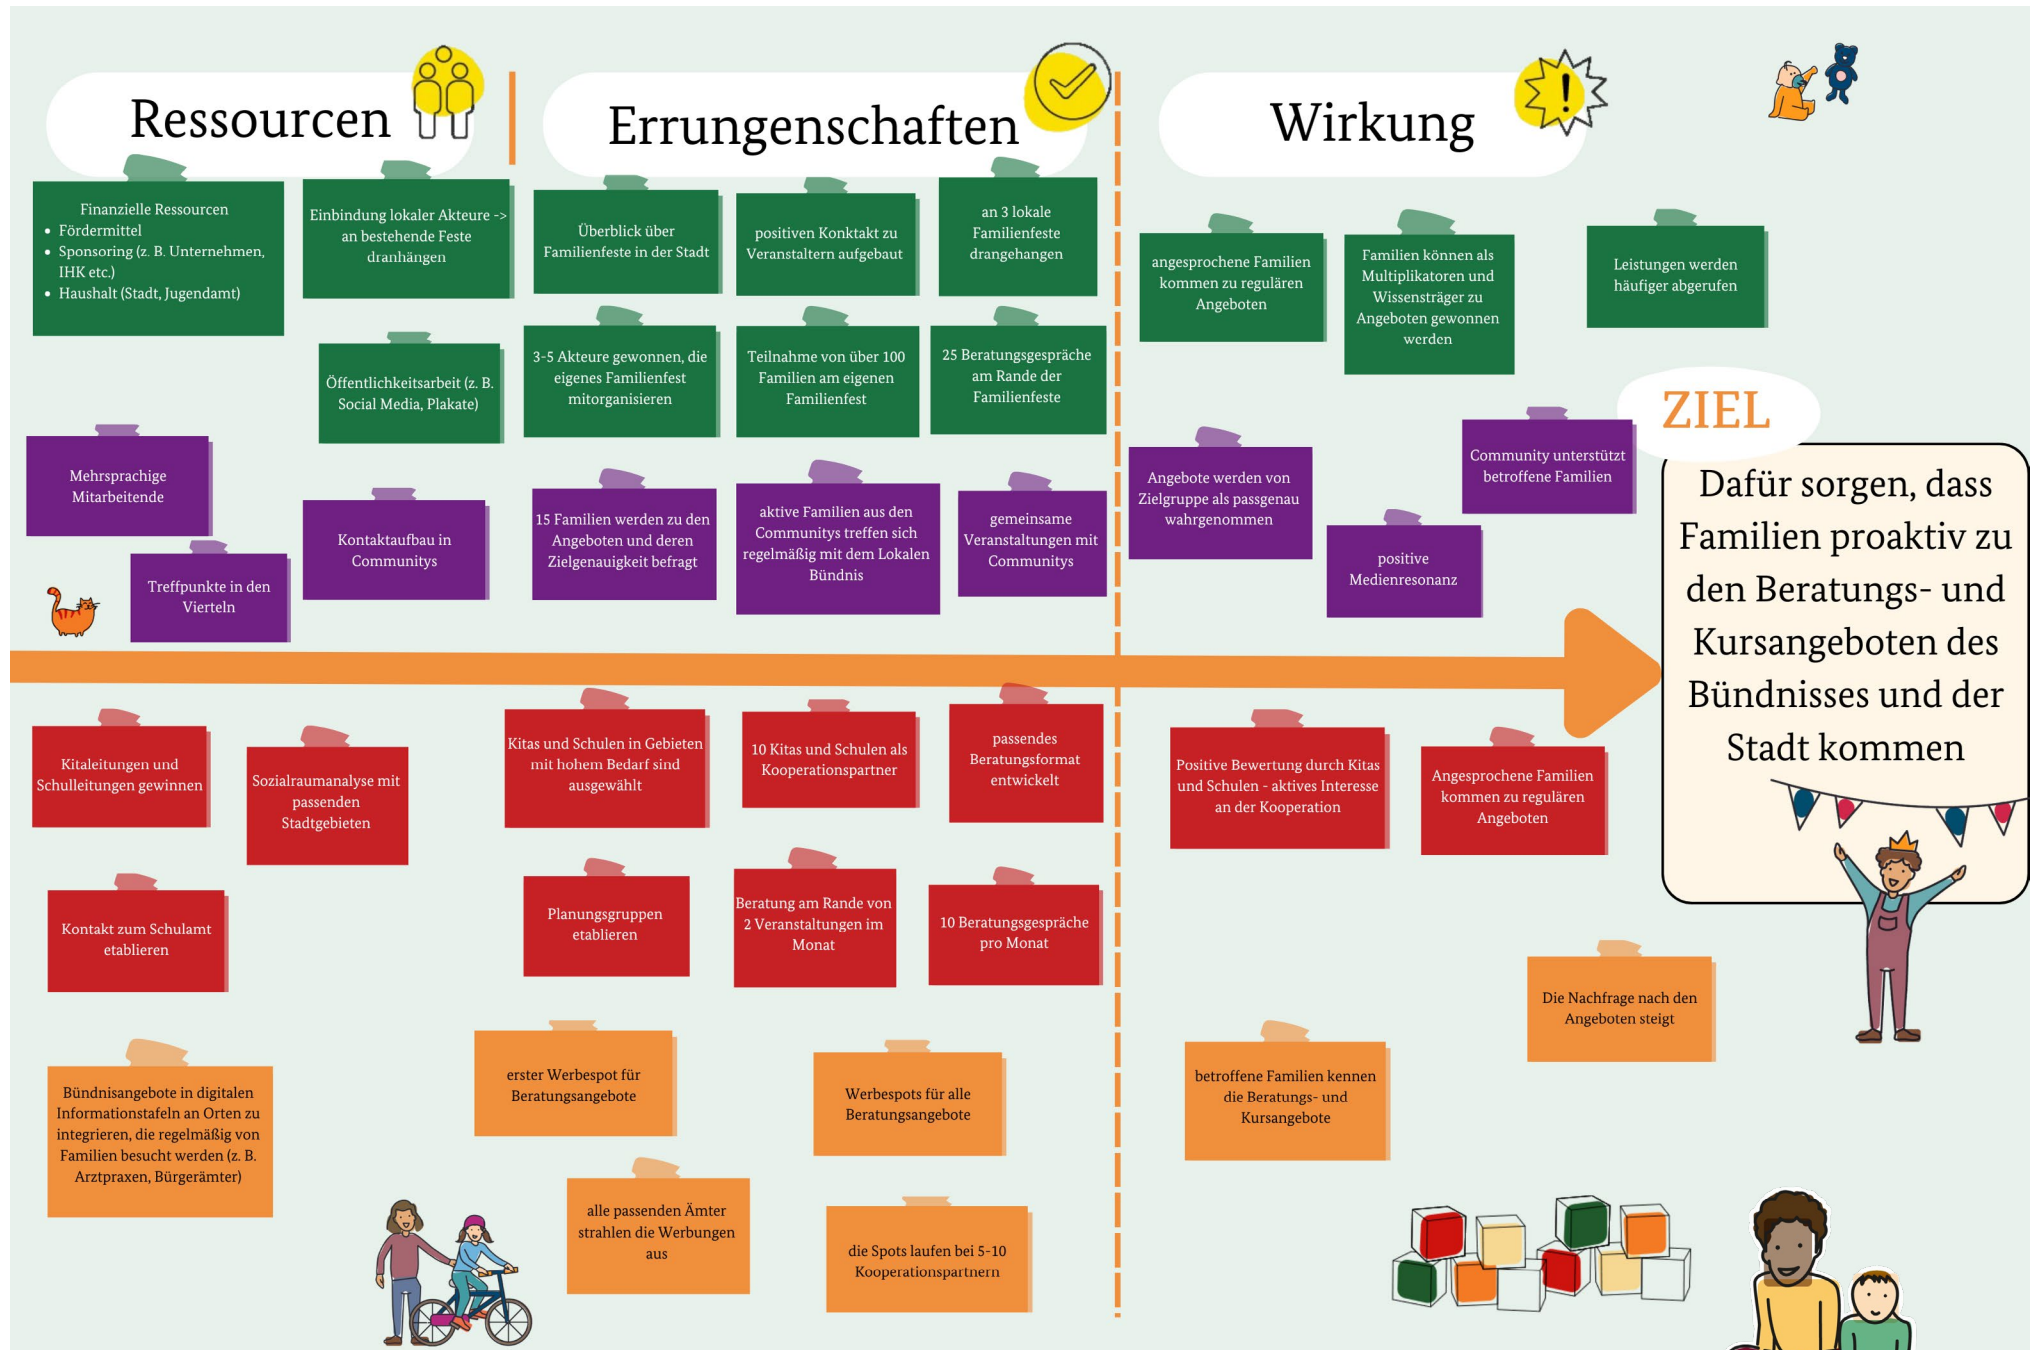 Ressourcen
Errungenschaften
Wirkung
Finanzielle Ressourcen
• Fördermittel
• Sponsoring (z. B. Unternehmen,
IHK etc.)
• Haushalt (Stadt, Jugendamt)
Einbindung lokaler Akteure ->
an bestehende Feste
dranhängen
Öffentlichkeitsarbeit (z. B.
Social Media, Plakate)
Überblick über
Familienfeste in der Stadt
positiven Konktakt zu
Veranstaltern aufgebaut
an 3 lokale
Familienfeste
drangehangen
3-5 Akteure gewonnen, die
eigenes Familienfest
mitorganisieren
Teilnahme von über 100
Familien am eigenen
Familienfest
25 Beratungsgespräche
am Rande der
Familienfeste
angesprochene Familien
kommen zu regulären
Angeboten
Familien können als
Multiplikatoren und
Wissensträger zu
Angeboten gewonnen
werden
Leistungen werden
häufiger abgerufen
Mehrsprachige
Mitarbeitende
Treffpunkte in den
Vierteln
Kontaktaufbau in
Communitys
15 Familien werden zu den
Angeboten und deren
Zielgenauigkeit befragt
aktive Familien aus den
Communitys treffen sich
regelmäßig mit dem Lokalen
Bündnis
gemeinsame
Veranstaltungen mit
Communitys
Angebote werden von
Zielgruppe als passgenau
wahrgenommen
positive
Medienresonanz
Community unterstützt
betroffene Familien
ZIEL
Dafür sorgen, dass
Familien proaktiv zu
den Beratungs- und
Kursangeboten des
Bündnisses und der
Stadt kommen
Kitaleitungen und
Schulleitungen gewinnen
Sozialraumanalyse mit
passenden
Stadtgebieten
Kontakt zum Schulamt
etablieren
Kitas und Schulen in Gebieten
mit hohem Bedarf sind
ausgewählt
10 Kitas und Schulen als
Kooperationspartner
passendes
Beratungsformat
entwickelt
Planungsgruppen
etablieren
Beratung am Rande von
2 Veranstaltungen im
Monat
10 Beratungsgespräche
pro Monat
Positive Bewertung durch Kitas
und Schulen - aktives Interesse
an der Kooperation
Angesprochene Familien
kommen zu regulären
Angeboten
Bündnisangebote in digitalen
Informationstafeln an Orten zu
integrieren, die regelmäßig von
Familien besucht werden (z. B.
Arztpraxen, Bürgerämter)
erster Werbespot für
Beratungsangebote
Werbespots für alle
Beratungsangebote
alle passenden Ämter
strahlen die Werbungen
aus
die Spots laufen bei 5-10
Kooperationspartnern
betroffene Familien kennen
die Beratungs- und
Kursangebote
Die Nachfrage nach den
Angeboten steigt